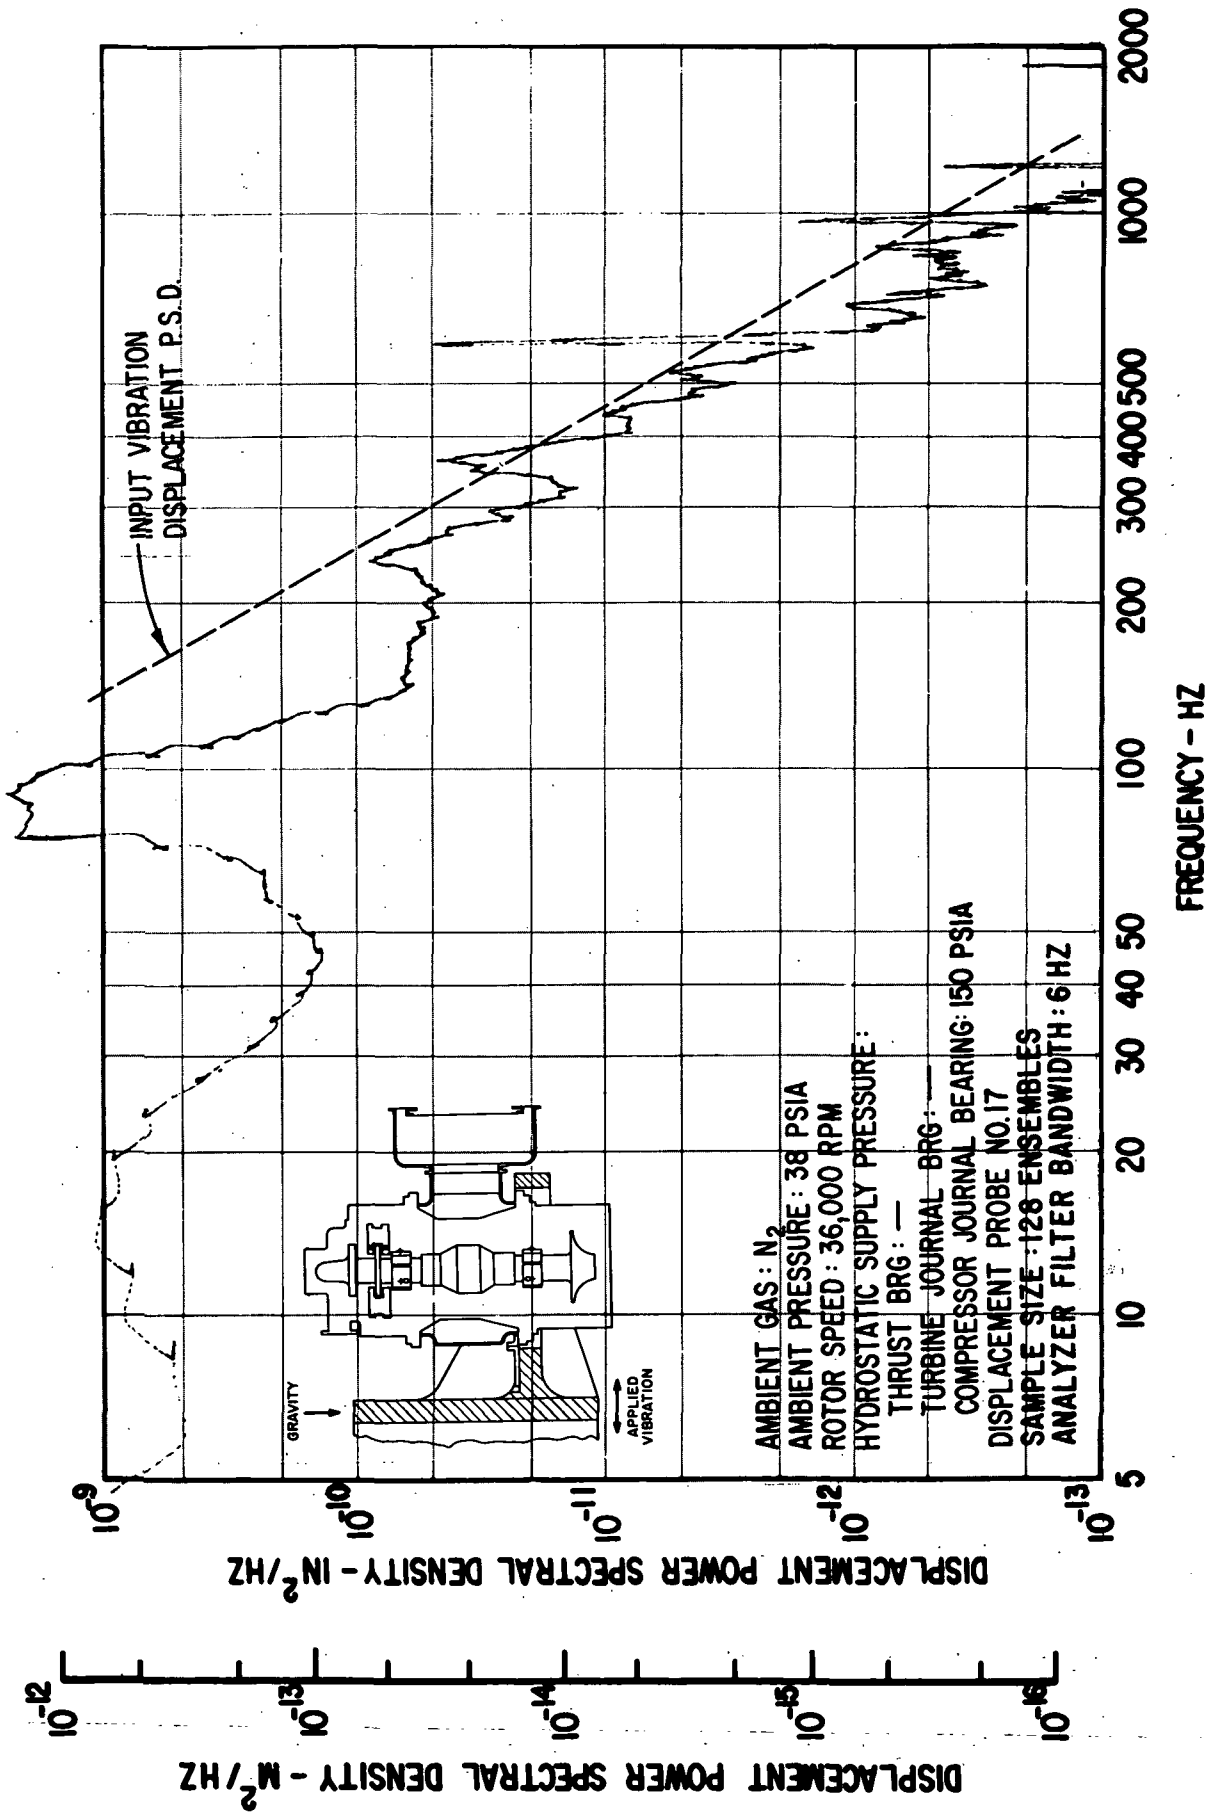 DISPLACEMENT POWER SPECTRAL DENSITY - M²/HZ
10⁻¹²
10⁻¹³
10⁻¹⁴
10⁻¹⁵
10⁻¹⁶
DISPLACEMENT POWER SPECTRAL DENSITY - IN²/HZ
10⁻⁹
10⁻¹⁰
10⁻¹¹
10⁻¹²
10⁻¹³
INPUT VIBRATION
DISPLACEMENT P.S.D.
GRAVITY
APPLIED
VIBRATION
AMBIENT GAS: N₂
AMBIENT PRESSURE: 38 PSIA
ROTOR SPEED: 36,000 RPM
HYDROSTATIC SUPPLY PRESSURE:
THRUST BRG: —
TURBINE JOURNAL BRG: —
COMPRESSOR JOURNAL BEARING: 150 PSIA
DISPLACEMENT PROBE NO.17
SAMPLE SIZE: 128 ENSEMBLES
ANALYZER FILTER BANDWIDTH: 6 HZ
5 10 20 30 40 50 100 200 300 400 500 1000 2000
FREQUENCY - HZ